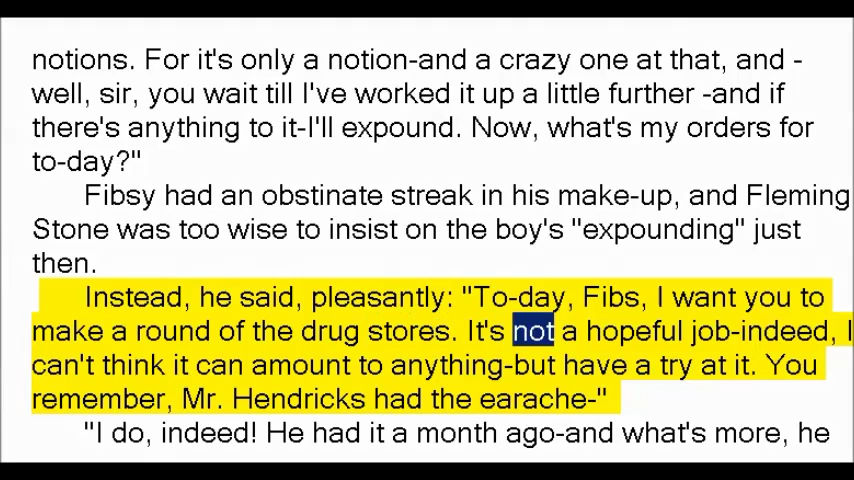 notions. For it's only a notion-and a crazy one at that, and -
well, sir, you wait till I've worked it up a little further -and if
there's anything to it-I'll expound. Now, what's my orders for
to-day?"
Fibsy had an obstinate streak in his make-up, and Fleming
Stone was too wise to insist on the boy's "expounding" just
then.
Instead, he said, pleasantly: "To-day, Fibs, I want you to
make a round of the drug stores. It's not a hopeful job-indeed, I
can't think it can amount to anything-but have a try at it. You
remember, Mr. Hendricks had the earache-"
"I do, indeed! He had it a month ago-and what's more, he